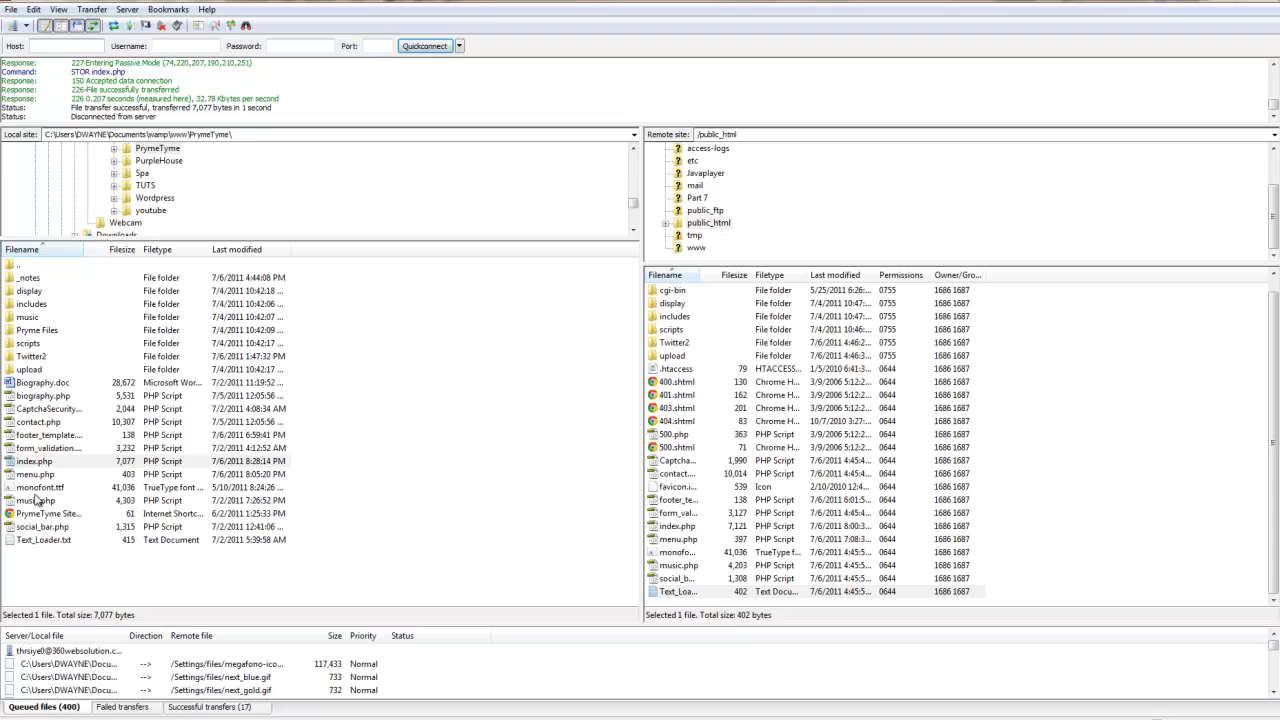 File Edit View Transfer Server Bookmarks Help
Host: Username: Password: Port: Quickconnect
Response: 227 Entering Passive Mode (74,220,207,190,210,251)
Command: STOR index.php
Response: 150 Accepted data connection
Response: 226-File successfully transferred
Response: 226 0.207 seconds (measured here), 32.78 Kbytes per second
Status: File transfer successful, transferred 7,077 bytes in 1 second
Status: Disconnected from server
Local site: C:\Users\DWAYNE\Documents\wamp\www\PrymeTyme\
PrymeTyme
PurpleHouse
Spa
TUTS
Wordpress
youtube
Webcam
Downloads
Filename Filesize Filetype Last modified
..
_notes File folder 7/6/2011 4:44:08 PM
display File folder 7/4/2011 10:42:18 ...
includes File folder 7/4/2011 10:42:06 ...
music File folder 7/4/2011 10:42:07 ...
Pryme Files File folder 7/4/2011 10:42:09 ...
scripts File folder 7/4/2011 10:42:17 ...
Twitter2 File folder 7/6/2011 1:47:32 PM
upload File folder 7/4/2011 10:42:17 ...
Biography.doc 28,672 Microsoft Wor... 7/2/2011 11:19:52 ...
biography.php 5,531 PHP Script 7/5/2011 12:05:56 ...
CaptchaSecurity... 2,044 PHP Script 7/2/2011 4:08:34 AM
contact.php 10,307 PHP Script 7/5/2011 12:05:56 ...
footer_template.... 138 PHP Script 7/6/2011 6:59:41 PM
form_validation.... 3,232 PHP Script 7/2/2011 4:12:52 AM
index.php 7,077 PHP Script 7/6/2011 8:28:14 PM
menu.php 403 PHP Script 7/6/2011 8:05:20 PM
monofont.ttf 41,036 TrueType font ... 5/10/2011 8:24:26 ...
music.php 4,303 PHP Script 7/2/2011 7:26:52 PM
PrymeTyme Site... 61 Internet Shortc... 6/2/2011 1:25:33 PM
social_bar.php 1,315 PHP Script 7/2/2011 12:41:06 ...
Text_Loader.txt 415 Text Document 7/2/2011 5:39:58 AM
Selected 1 file. Total size: 7,077 bytes
Remote site: /public_html
access-logs
etc
Javaplayer
mail
Part 7
public_ftp
public_html
tmp
www
Filename Filesize Filetype Last modified Permissions Owner/Gro...
cgi-bin File folder 5/25/2011 6:26:... 0755 1686 1687
display File folder 7/4/2011 10:47:... 0755 1686 1687
includes File folder 7/4/2011 10:47:... 0755 1686 1687
scripts File folder 7/4/2011 10:46:... 0755 1686 1687
Twitter2 File folder 7/6/2011 4:46:2... 0755 1686 1687
upload File folder 7/6/2011 4:46:3... 0755 1686 1687
.htaccess 79 HTACCESS... 1/5/2010 6:41:3... 0644 1686 1687
400.shtml 130 Chrome H... 3/9/2006 5:12:2... 0644 1686 1687
401.shtml 162 Chrome H... 3/9/2006 5:12:2... 0644 1686 1687
403.shtml 201 Chrome H... 3/9/2006 5:12:2... 0644 1686 1687
404.shtml 83 Chrome H... 10/7/2010 3:27:... 0644 1686 1687
500.php 363 PHP Script 3/9/2006 5:12:2... 0644 1686 1687
500.shtml 71 Chrome H... 3/9/2006 5:12:2... 0644 1686 1687
Captcha... 1,990 PHP Script 7/6/2011 4:45:5... 0644 1686 1687
contact.... 10,014 PHP Script 7/6/2011 4:45:5... 0644 1686 1687
favicon.i... 539 Icon 2/10/2010 12:4... 0644 1686 1687
footer_te... 138 PHP Script 7/6/2011 6:01:5... 0644 1686 1687
form_val... 3,232 PHP Script 7/6/2011 4:45:5... 0644 1686 1687
index.php 7,121 PHP Script 7/6/2011 8:00:3... 0644 1686 1687
menu.php 397 PHP Script 7/6/2011 7:08:3... 0644 1686 1687
monofo... 41,036 TrueType f... 7/6/2011 4:45:5... 0644 1686 1687
music.php 4,203 PHP Script 7/6/2011 4:45:5... 0644 1686 1687
social_b... 1,308 PHP Script 7/6/2011 4:45:5... 0644 1686 1687
Text_Loa... 402 Text Docu... 7/6/2011 4:45:5... 0644 1686 1687
Selected 1 file. Total size: 402 bytes
Server/Local file Direction Remote file Size Priority Status
thrsiye0@360websolution.c...
C:\Users\DWAYNE\Docu... --> /Settings/files/megafono-ico... 117,433 Normal
C:\Users\DWAYNE\Docu... --> /Settings/files/next_blue.gif 733 Normal
C:\Users\DWAYNE\Docu... --> /Settings/files/next_gold.gif 732 Normal
Queued files (400) Failed transfers Successful transfers (17)